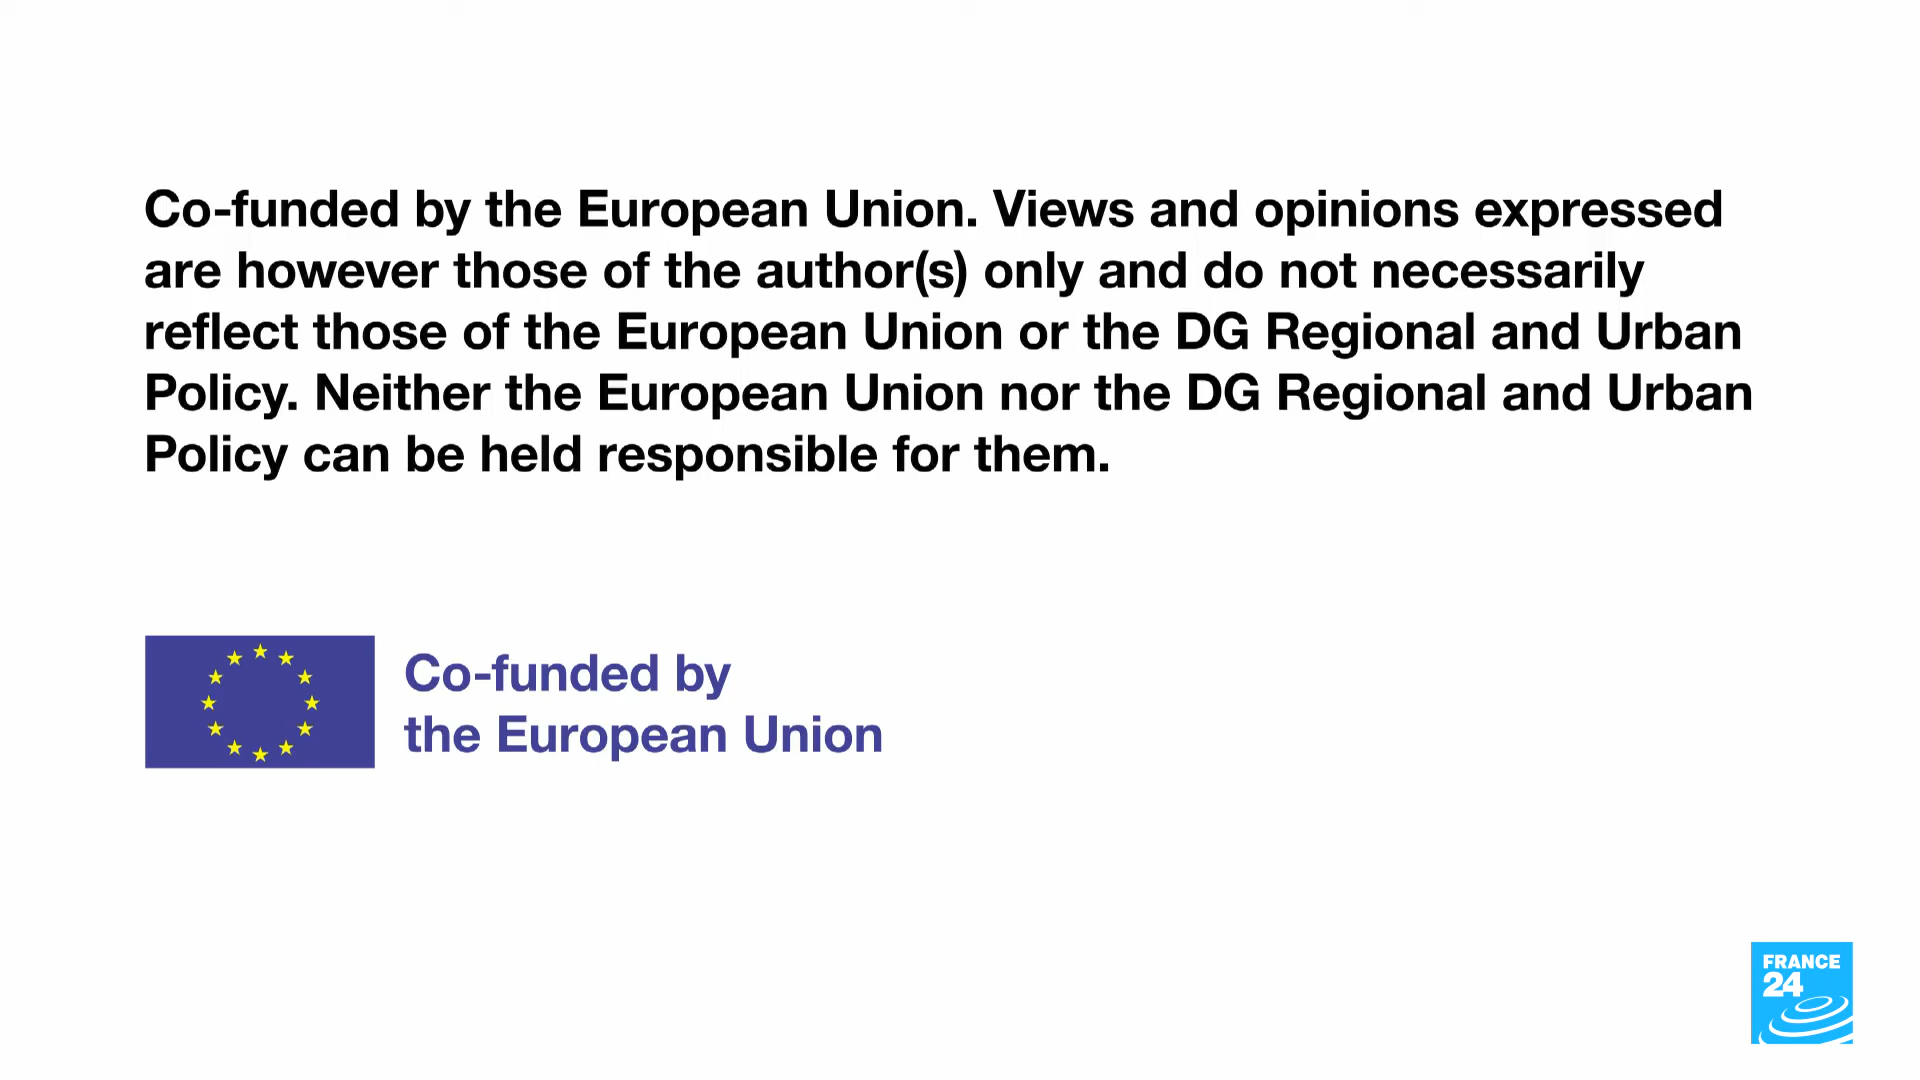 Co-funded by the European Union. Views and opinions expressed
are however those of the author(s) only and do not necessarily
reflect those of the European Union or the DG Regional and Urban
Policy. Neither the European Union nor the DG Regional and Urban
Policy can be held responsible for them.
Co-funded by
the European Union
FRANCE
24